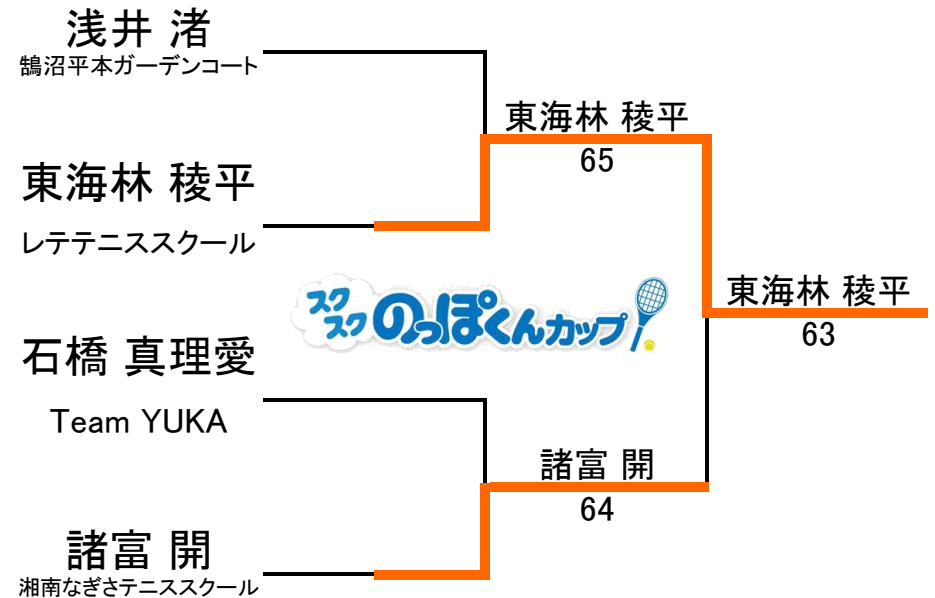 浅井 渚
鵠沼平本ガーデンコート
東海林 稜平
65
東海林 稜平
レテテニススクール
スクスクのっぽくんカップ
東海林 稜平
63
石橋 真理愛
Team YUKA
諸富 開
64
諸富 開
湘南なぎさテニススクール